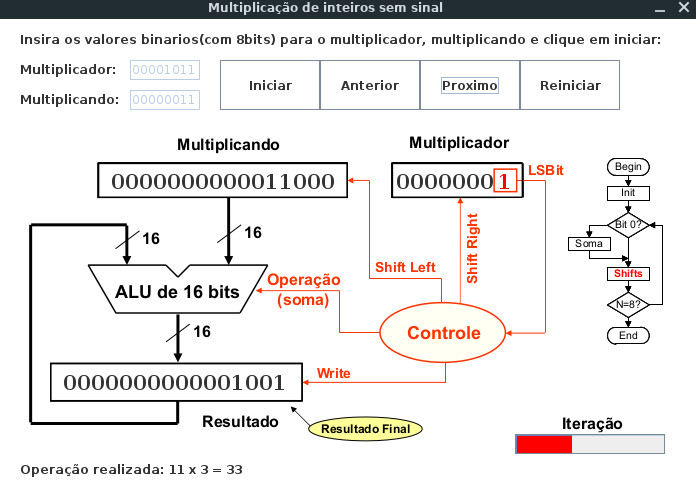 Multiplicação de inteiros sem sinal
Insira os valores binarios(com 8bits) para o multiplicador, multiplicando e clique em iniciar:
Multiplicador: 00001011
Multiplicando: 00000011
Iniciar Anterior Proximo Reiniciar
Multiplicando
Multiplicador
0000000000011000
00000001
LSBit
16
16
Shift Left
Shift Right
ALU de 16 bits
Operação
(soma)
Controle
16
Write
0000000000001001
Resultado
Resultado Final
Begin
Init
Bit 0?
Soma
Shifts
N=8?
End
Iteração
Operação realizada: 11 x 3 = 33